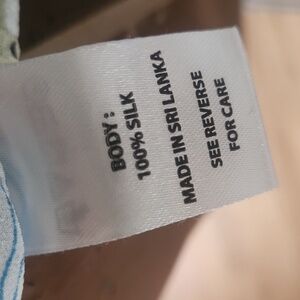 BODY:
100% SILK
MADE IN SRI LANKA
SEE REVERSE
FOR CARE